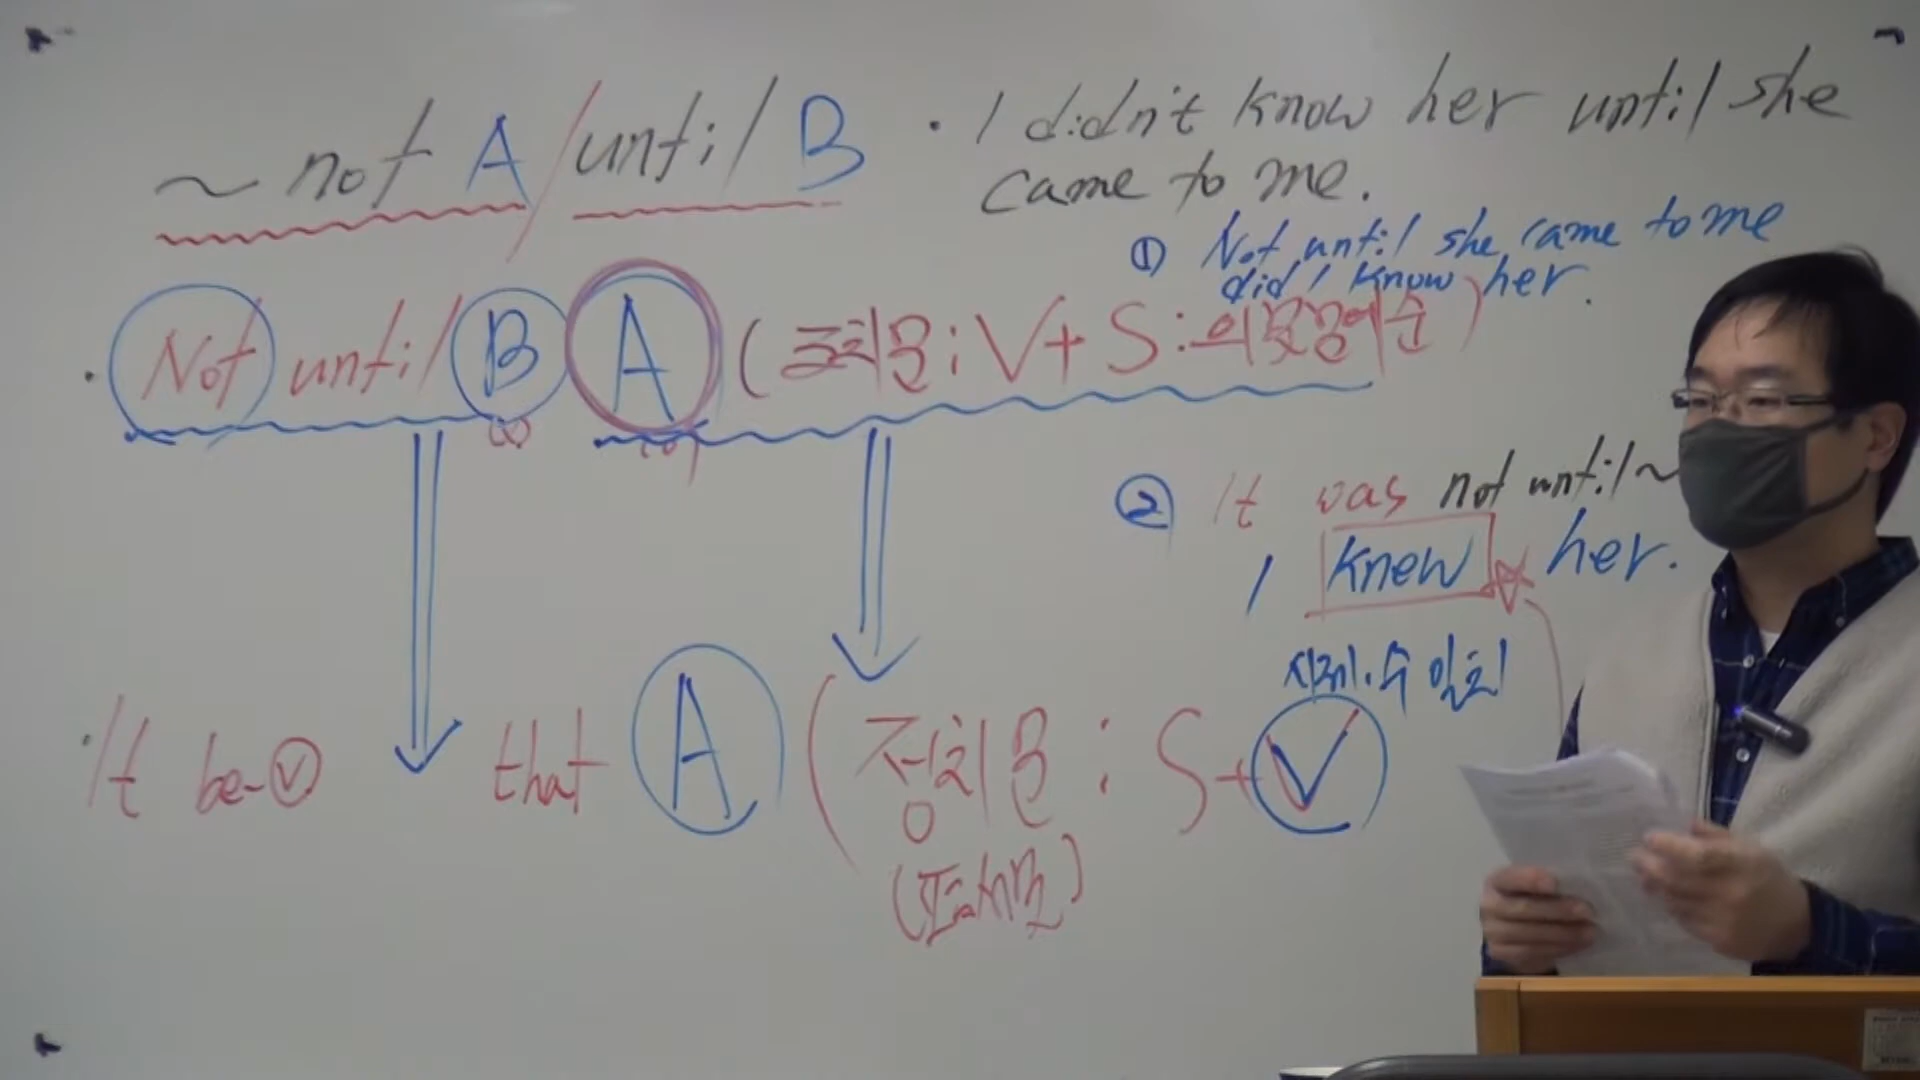 ~ not A / until B
· I didn't know her until she
came to me.
① Not until she came to me
did I know her.
· Not until B A (도치문 : V + S : 의문문어순)
(x) (o)
② It was not until ~
I knew her.
시제·수 일치
· It be-ⓥ that A (정치문 : S + V
(평서문)